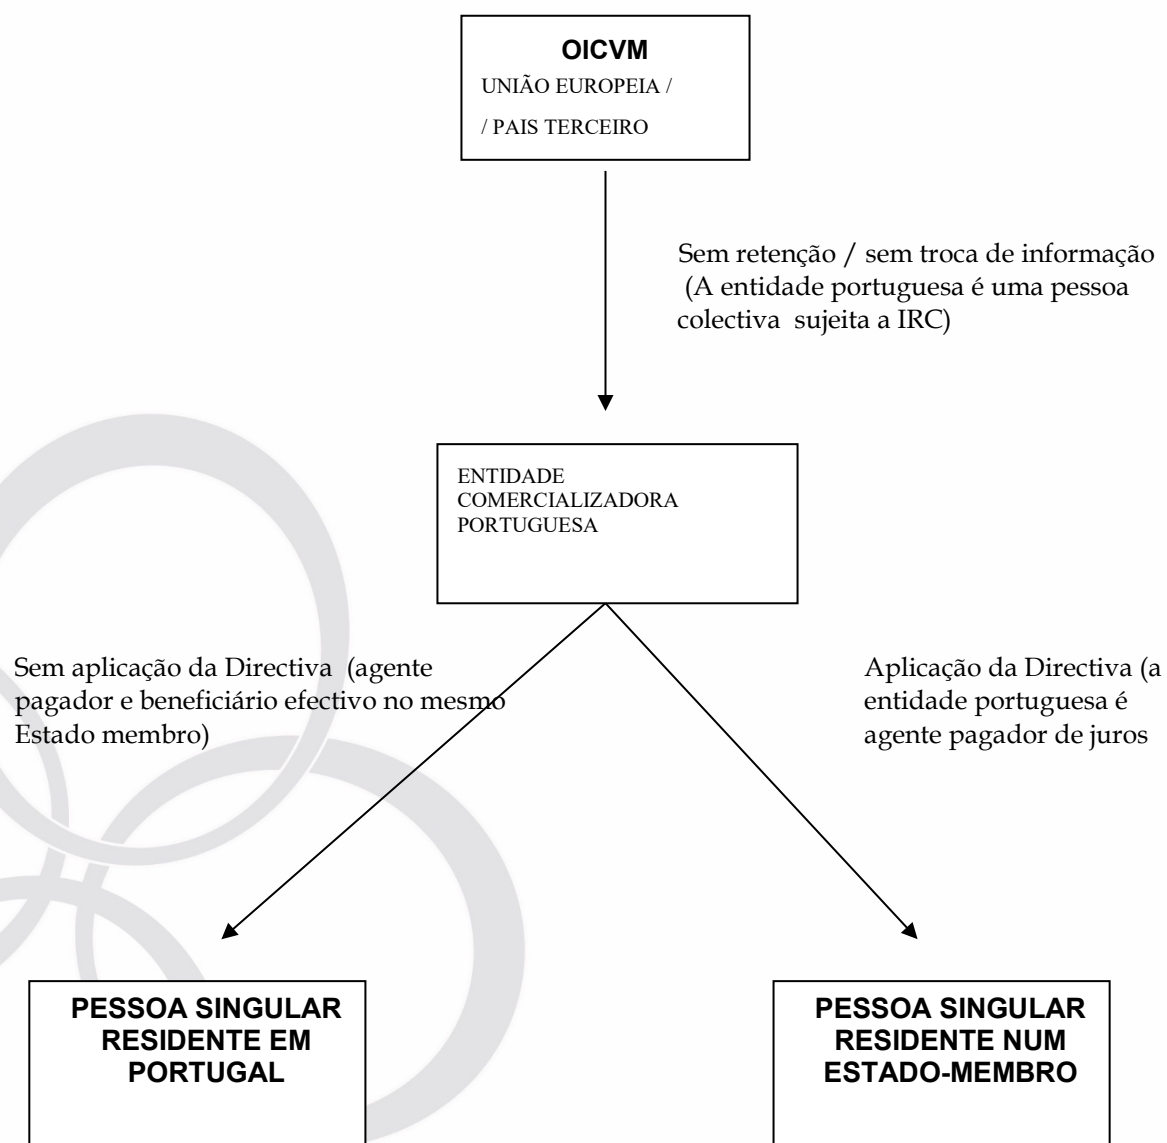 OICVM
UNIÃO EUROPEIA /
/ PAIS TERCEIRO
Sem retenção / sem troca de informação
(A entidade portuguesa é uma pessoa
colectiva sujeita a IRC)
ENTIDADE
COMERCIALIZADORA
PORTUGUESA
Sem aplicação da Directiva (agente
pagador e beneficiário efectivo no mesmo
Estado membro)
Aplicação da Directiva (a
entidade portuguesa é
agente pagador de juros
PESSOA SINGULAR
RESIDENTE EM
PORTUGAL
PESSOA SINGULAR
RESIDENTE NUM
ESTADO-MEMBRO